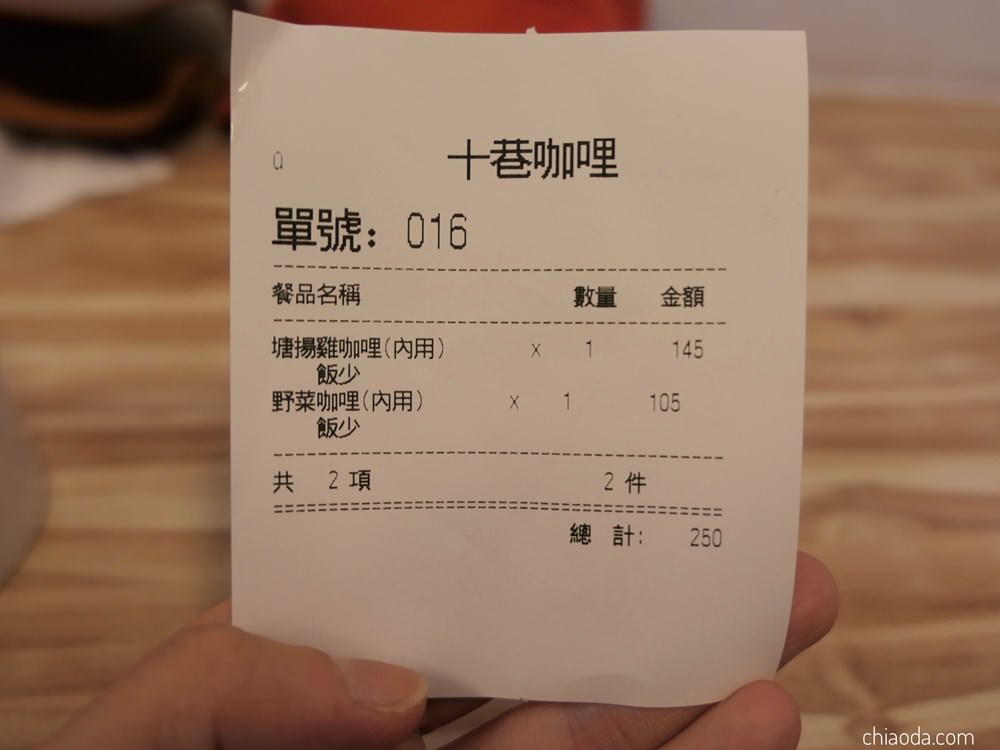 Q
十巷咖哩
單號: 016
餐品名稱 數量 金額
塘揚雞咖哩(內用) x 1 145
飯少
野菜咖哩(內用) x 1 105
飯少
共 2 項 2 件
總 計: 250
chiaoda.com